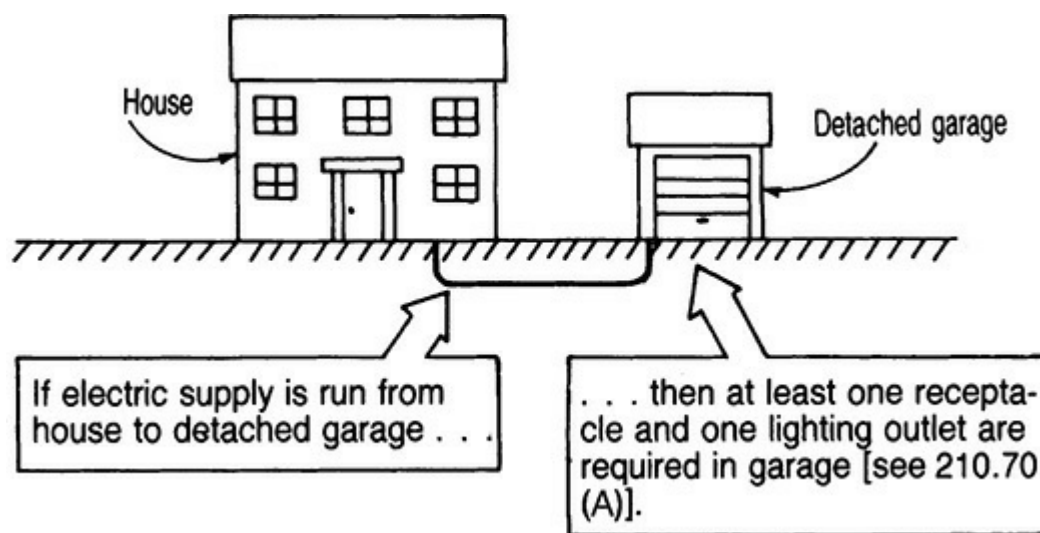 House
Detached garage
If electric supply is run from
house to detached garage . . .
. . . then at least one recepta-
cle and one lighting outlet are
required in garage [see 210.70
(A)].